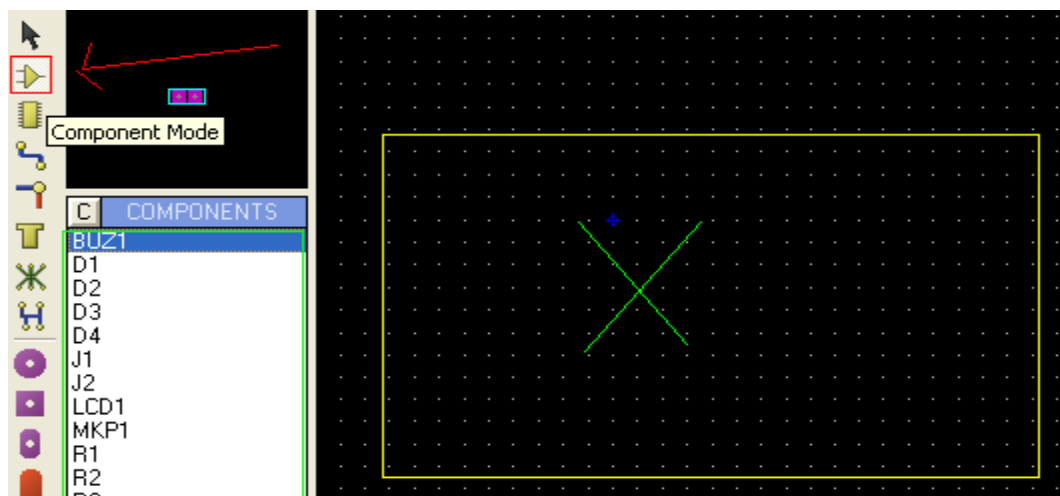 Component Mode
C COMPONENTS
BUZ1
D1
D2
D3
D4
J1
J2
LCD1
MKP1
R1
R2